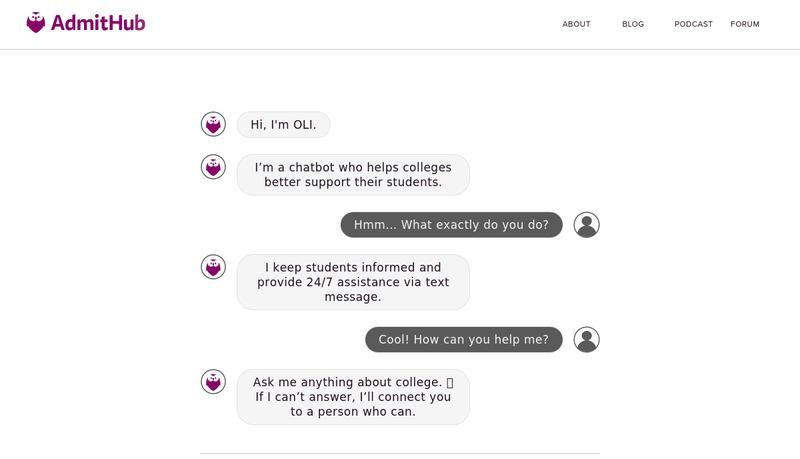 AdmitHub
ABOUT BLOG PODCAST FORUM
Hi, I'm OLI.
I’m a chatbot who helps colleges
better support their students.
Hmm... What exactly do you do?
I keep students informed and
provide 24/7 assistance via text
message.
Cool! How can you help me?
Ask me anything about college.
If I can’t answer, I’ll connect you
to a person who can.